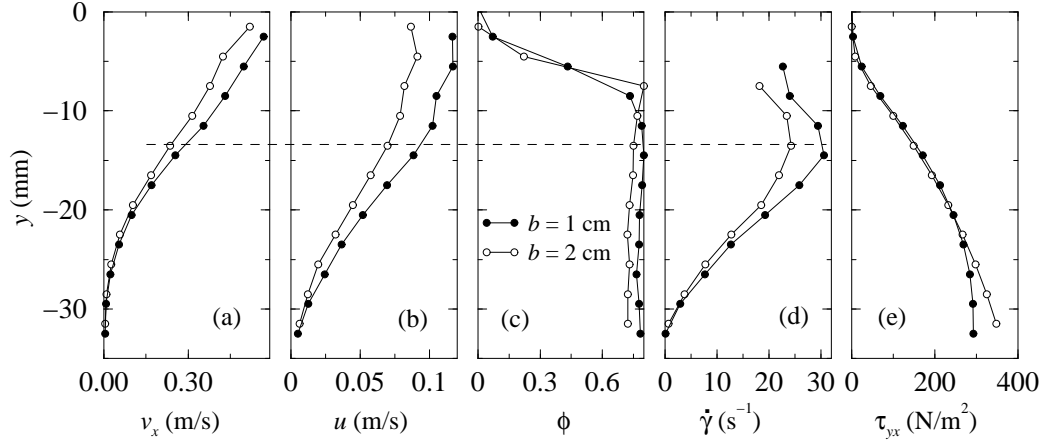 0
−10
−20
−30
y (mm)
b = 1 cm
b = 2 cm
(a) (b) (c) (d) (e)
0.00 0.30 0 0.05 0.1 0 0.3 0.6 0 10 20 30 0 200 400
v_x (m/s) u (m/s) ϕ γ̇ (s⁻¹) τ_yx (N/m²)